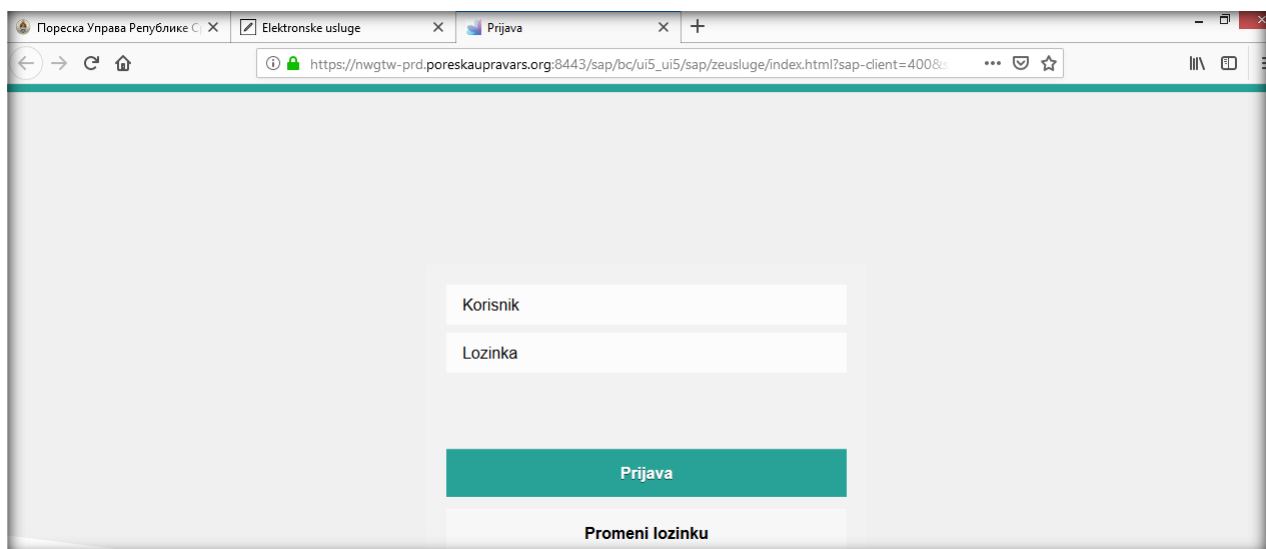 Пореска Управа Републике С
Elektronske usluge
Prijava
https://nwgtw-prd.poreskaupravars.org:8443/sap/bc/ui5_ui5/sap/zeusluge/index.html?sap-client=400&
Korisnik
Lozinka
Prijava
Promeni lozinku